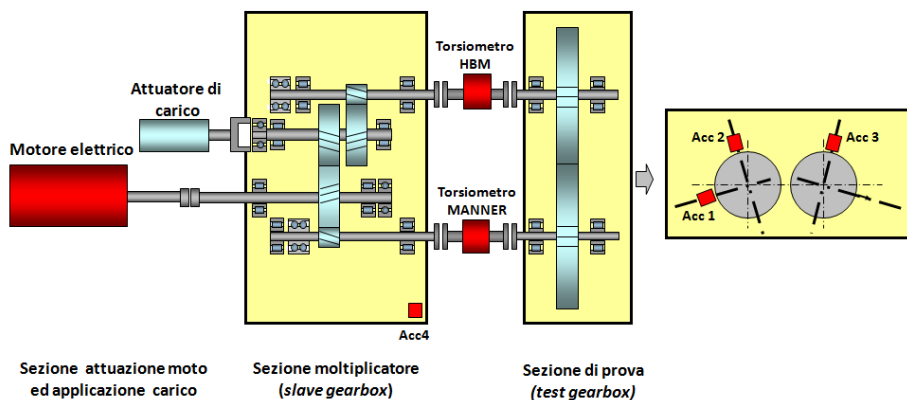 Torsiometro
HBM
Attuatore di
carico
Motore elettrico
Torsiometro
MANNER
Acc 2
Acc 3
Acc 1
Acc4
Sezione attuazione moto
ed applicazione carico
Sezione moltiplicatore
(slave gearbox)
Sezione di prova
(test gearbox)